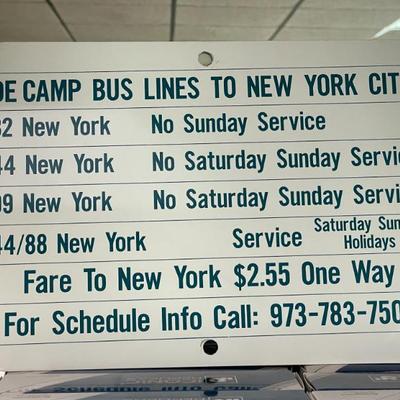 DE CAMP BUS LINES TO NEW YORK CIT
32 New York No Sunday Service
44 New York No Saturday Sunday Servic
99 New York No Saturday Sunday Servi
44/88 New York Service Saturday Sun
Holidays
Fare To New York $2.55 One Way
For Schedule Info Call: 973-783-750